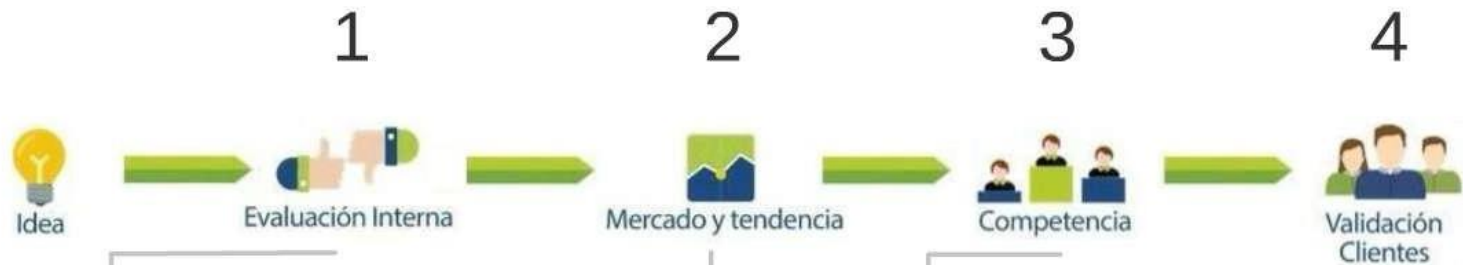 1
2
3
4
Idea
Evaluación Interna
Mercado y tendencia
Competencia
Validación
Clientes